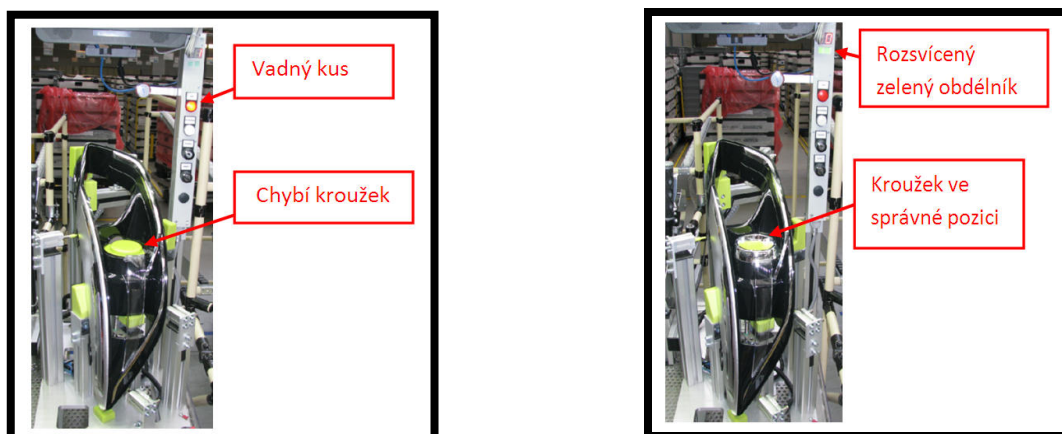 Vadný kus
Chybí kroužek
Rozsvícený
zelený obdélník
Kroužek ve
správné pozici